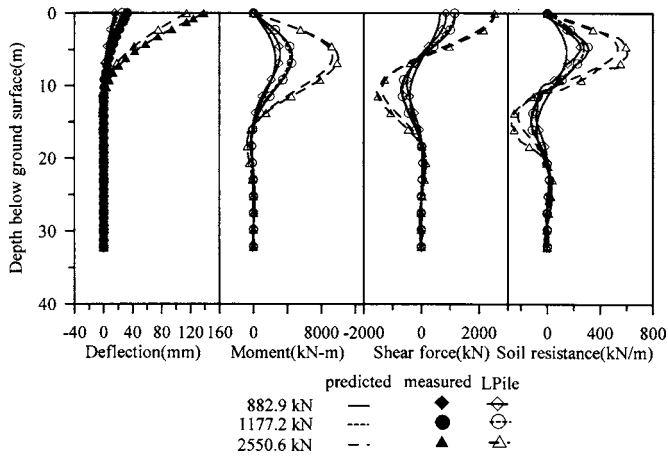 0
10
20
30
40
Depth below ground surface(m)
-40 0 40 80 120 160 0 8000 -2000 0 2000 0 400 800
Deflection(mm) Moment(kN-m) Shear force(kN) Soil resistance(kN/m)
predicted measured LPile
882.9 kN
1177.2 kN
2550.6 kN